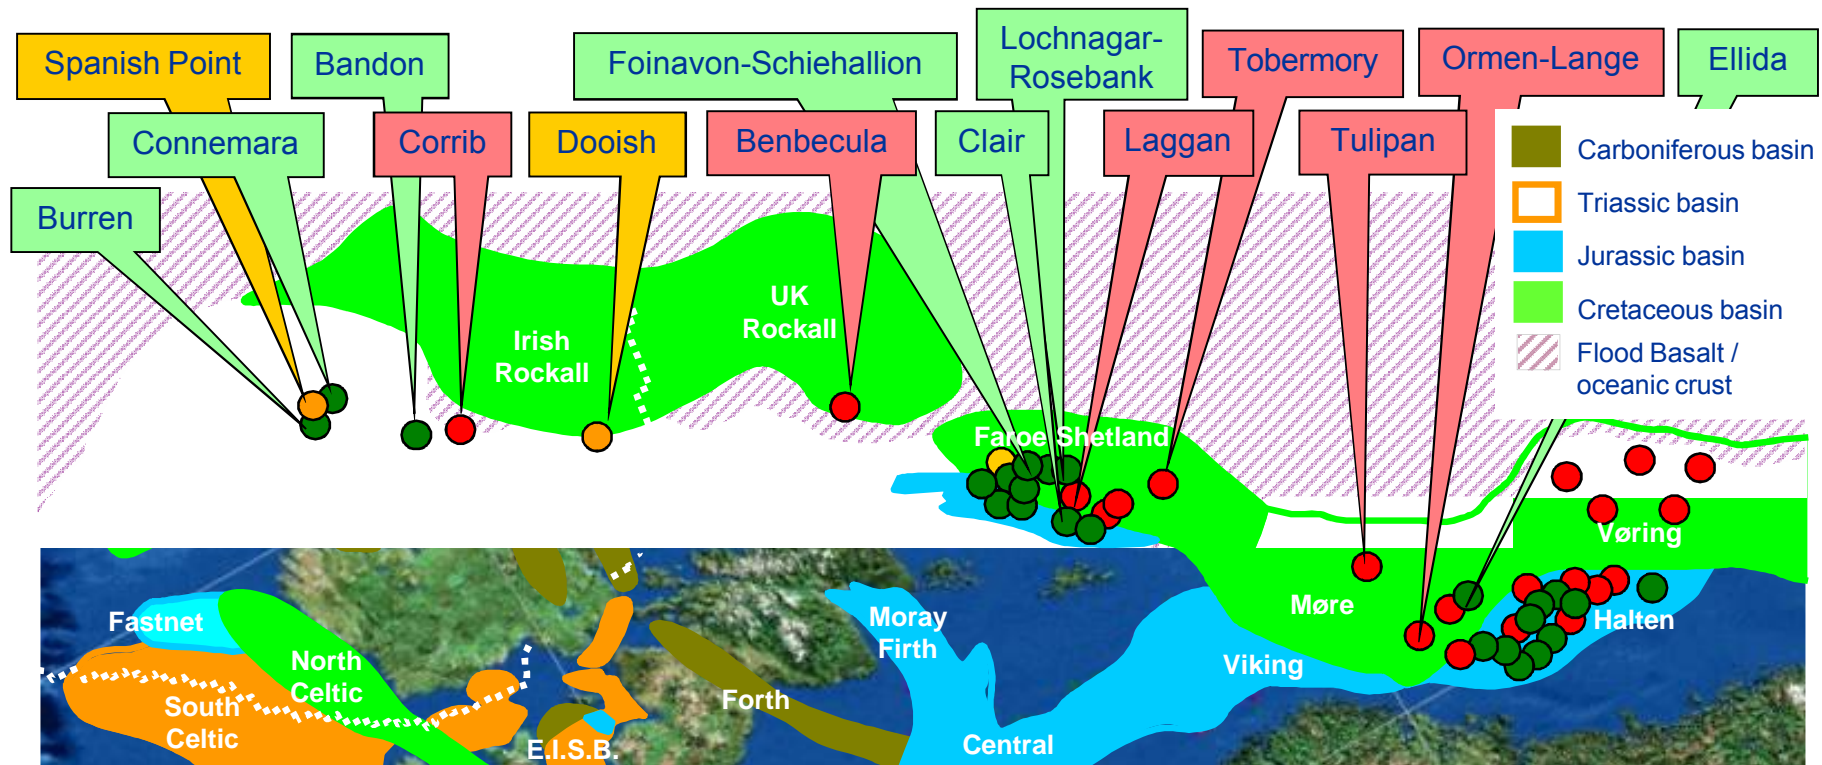 Spanish Point
Bandon
Foinavon-Schiehallion
Lochnagar-
Rosebank
Tobermory
Ormen-Lange
Ellida
Connemara
Corrib
Dooish
Benbecula
Clair
Laggan
Tulipan
Burren
Carboniferous basin
Triassic basin
Jurassic basin
Cretaceous basin
Flood Basalt /
oceanic crust
UK
Rockall
Irish
Rockall
Faroe Shetland
Vøring
Møre
Halten
Fastnet
Moray
Firth
North
Celtic
Viking
South
Celtic
Forth
E.I.S.B.
Central